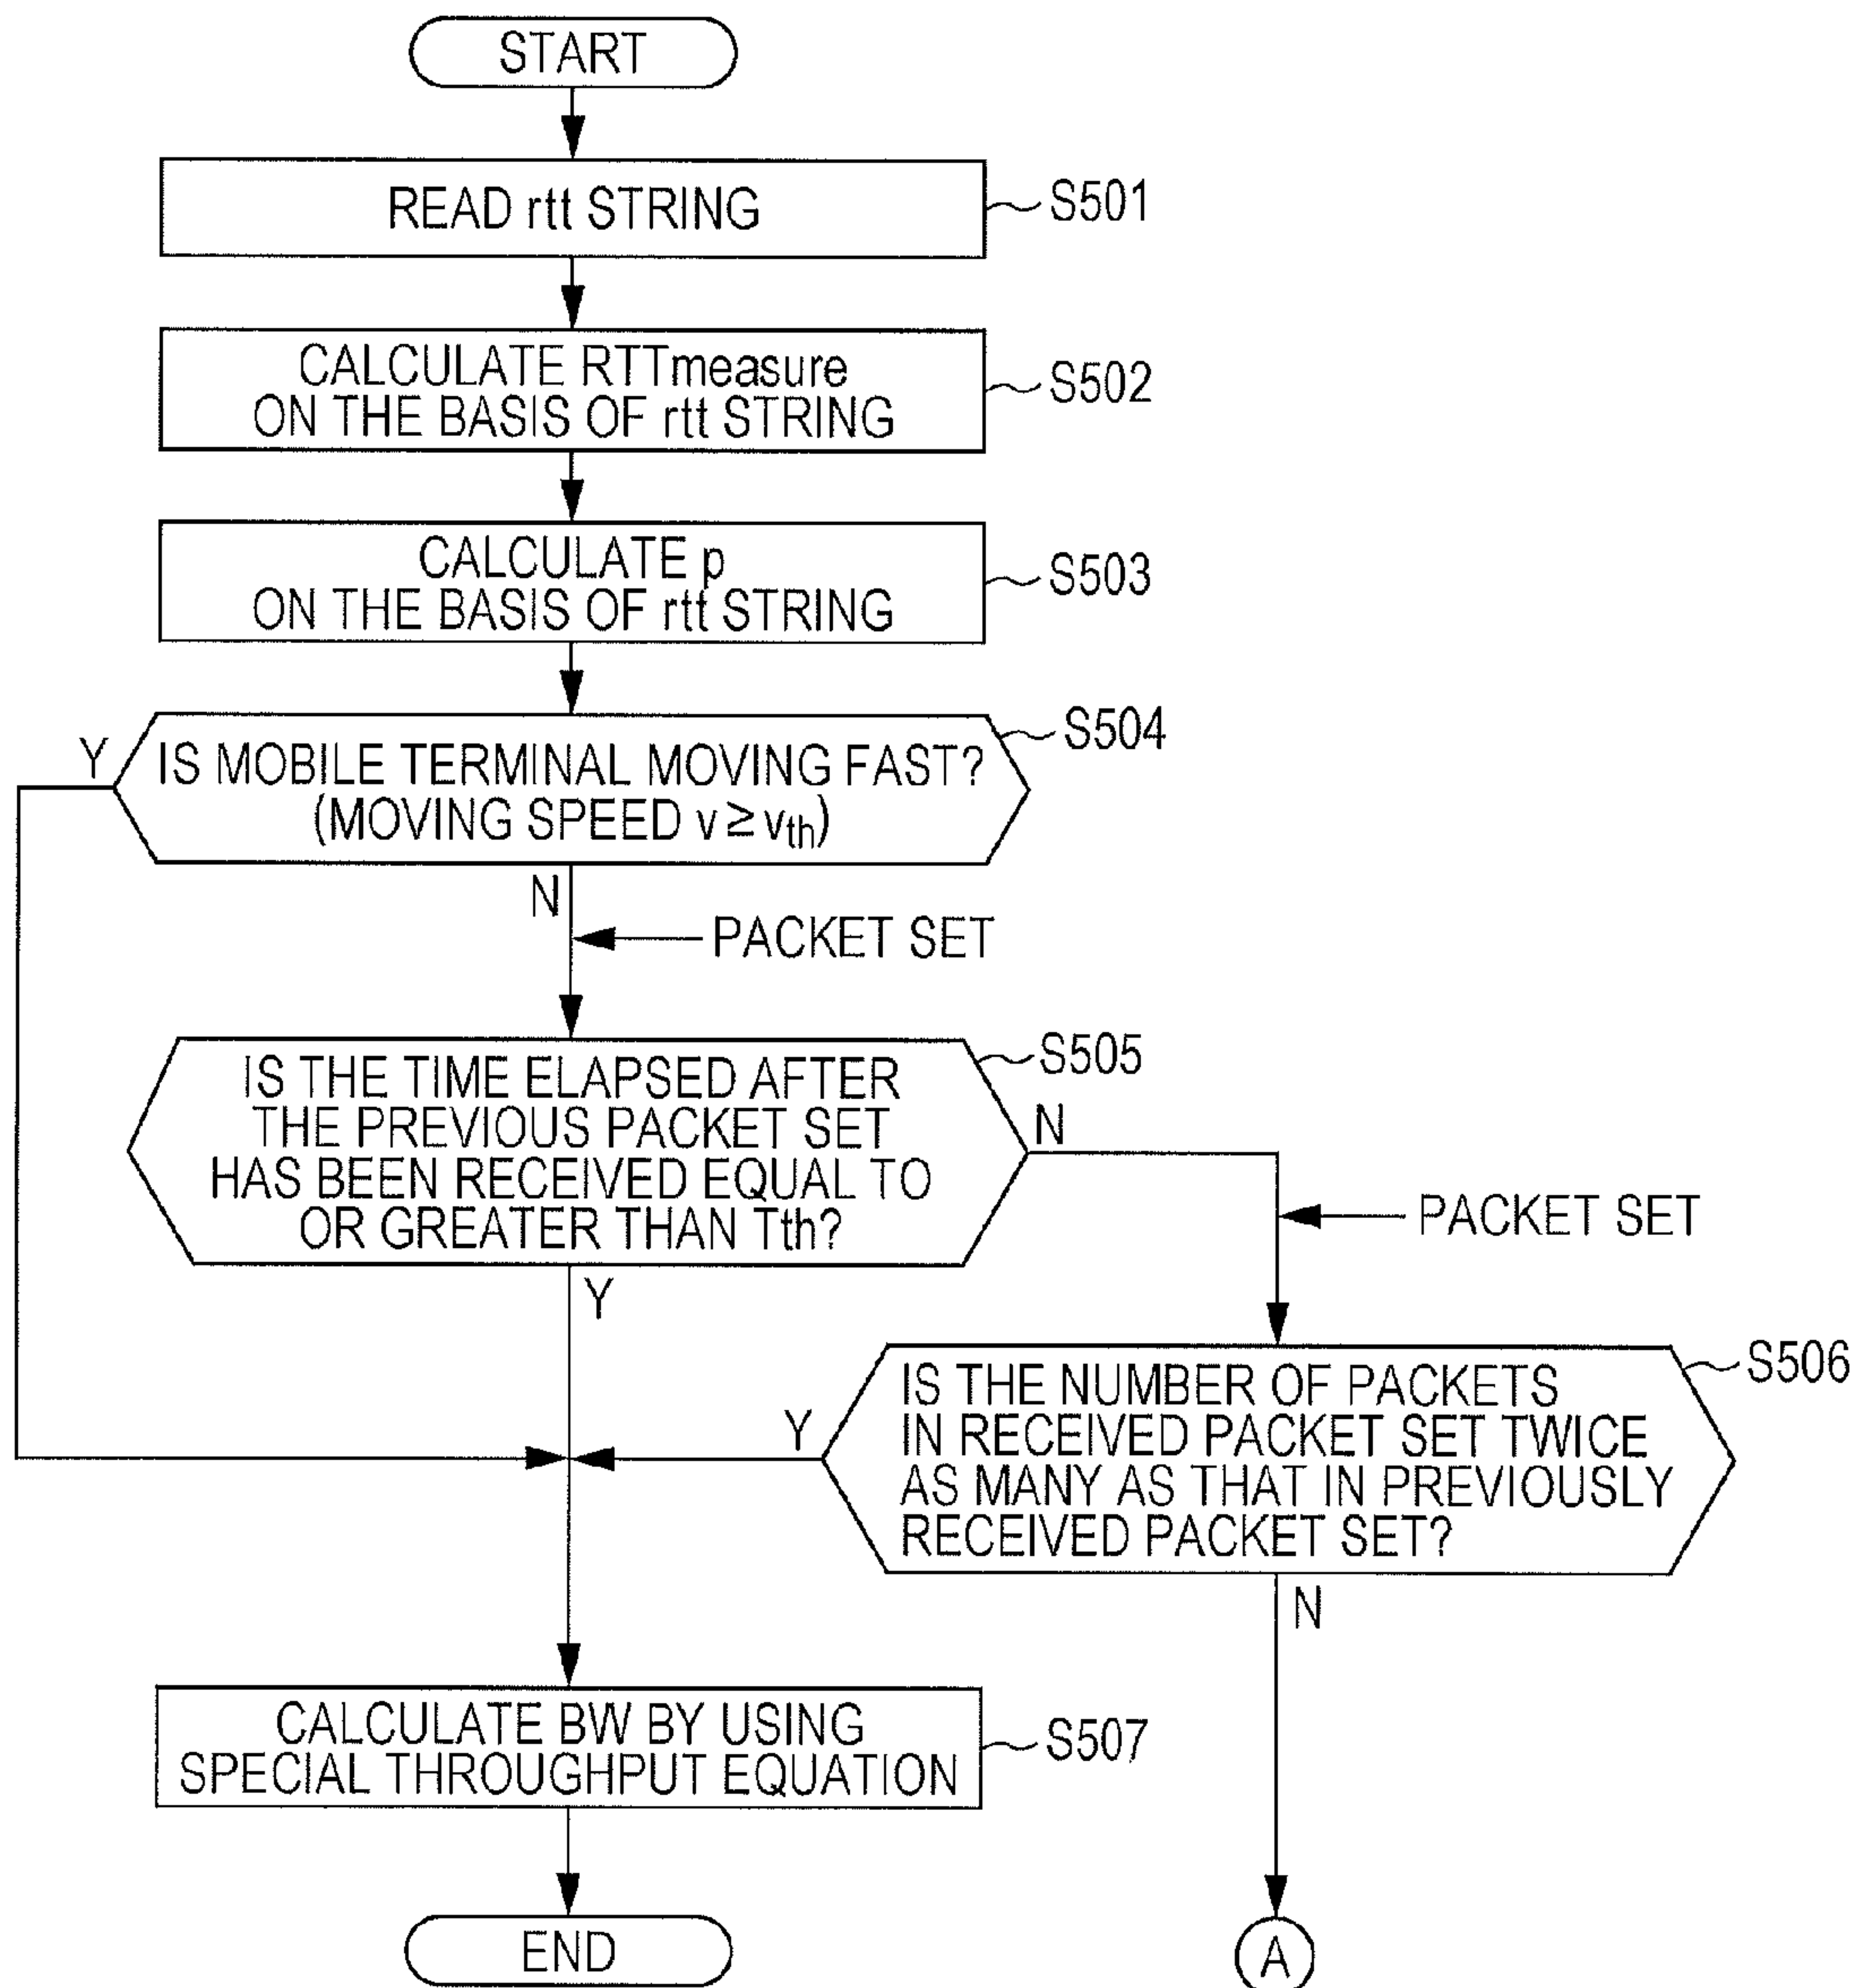 START
READ rtt STRING
S501
CALCULATE RTTmeasure
ON THE BASIS OF rtt STRING
S502
CALCULATE p
ON THE BASIS OF rtt STRING
S503
S504
Y
IS MOBILE TERMINAL MOVING FAST?
(MOVING SPEED v ≥ vth)
N
PACKET SET
S505
IS THE TIME ELAPSED AFTER
THE PREVIOUS PACKET SET
HAS BEEN RECEIVED EQUAL TO
OR GREATER THAN Tth?
N
PACKET SET
Y
S506
IS THE NUMBER OF PACKETS
IN RECEIVED PACKET SET TWICE
AS MANY AS THAT IN PREVIOUSLY
RECEIVED PACKET SET?
Y
N
CALCULATE BW BY USING
SPECIAL THROUGHPUT EQUATION
S507
END
A